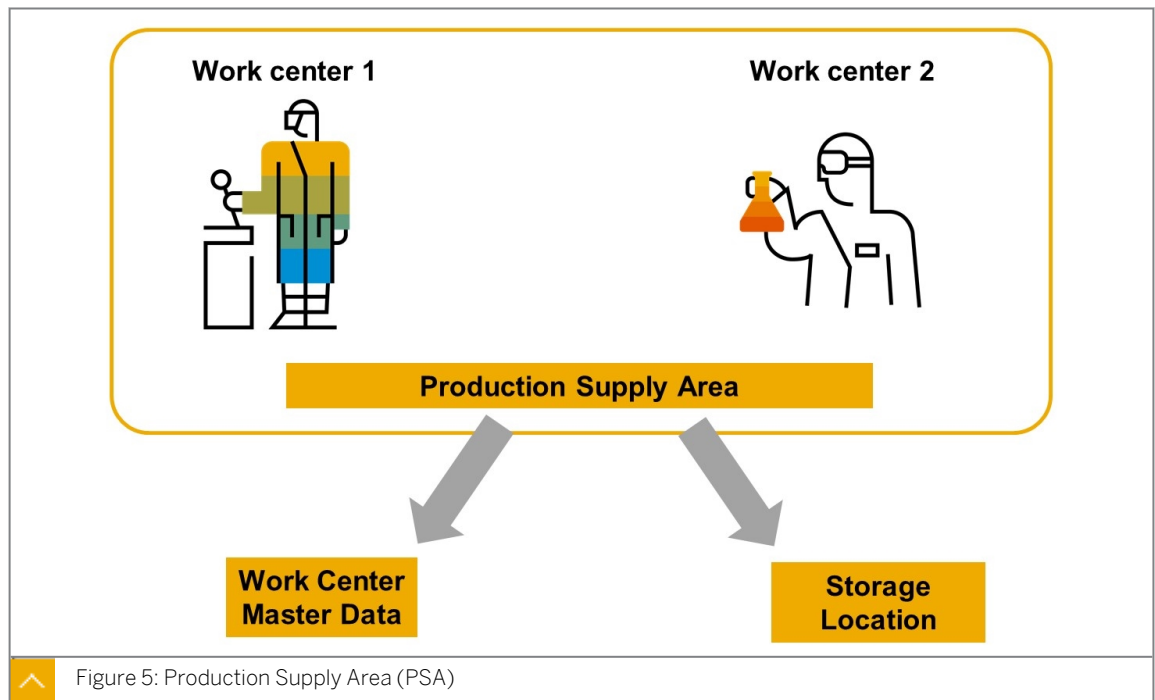 Work center 1
Work center 2
Production Supply Area
Work Center
Master Data
Storage
Location
Figure 5: Production Supply Area (PSA)